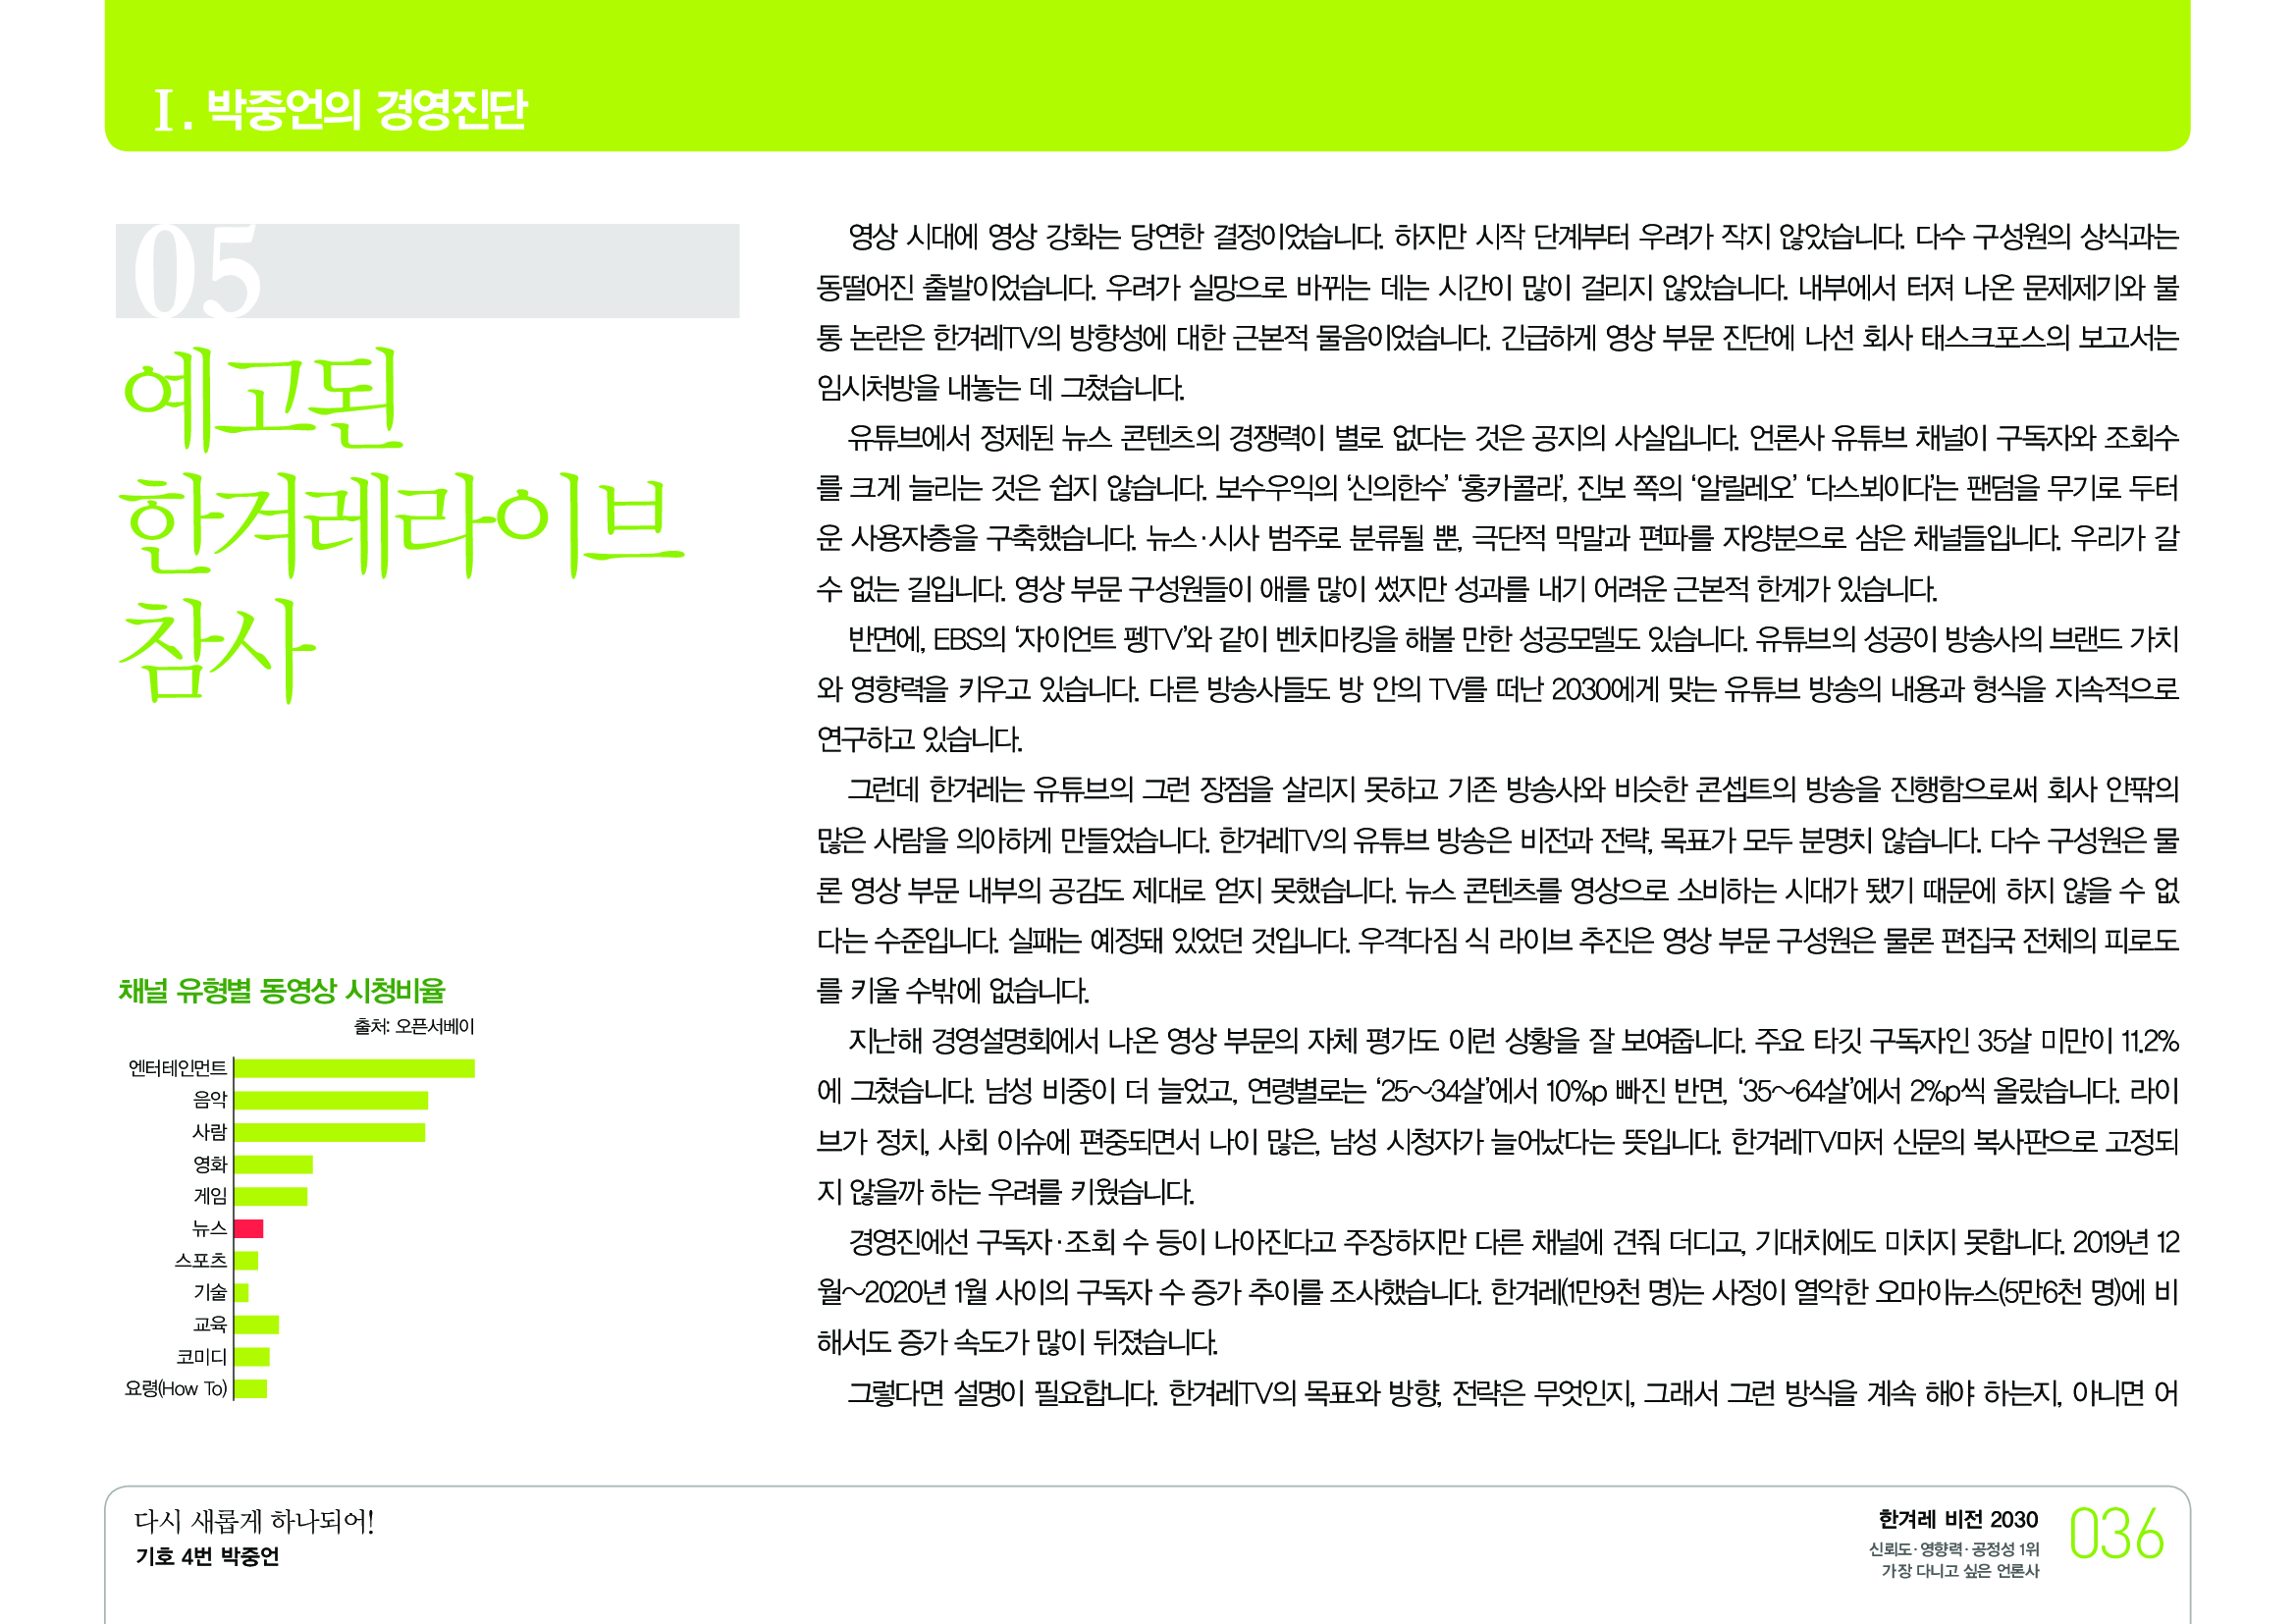 I. 박중언의 경영진단
05
예고된
한겨레라이브
참사
채널 유형별 동영상 시청비율
출처: 오픈서베이
엔터테인먼트
음악
사람
영화
게임
뉴스
스포츠
기술
교육
코미디
요령(How To)
영상 시대에 영상 강화는 당연한 결정이었습니다. 하지만 시작 단계부터 우려가 작지 않았습니다. 다수 구성원의 상식과는
동떨어진 출발이었습니다. 우려가 실망으로 바뀌는 데는 시간이 많이 걸리지 않았습니다. 내부에서 터져 나온 문제제기와 불
통 논란은 한겨레TV의 방향성에 대한 근본적 물음이었습니다. 긴급하게 영상 부문 진단에 나선 회사 태스크포스의 보고서는
임시처방을 내놓는 데 그쳤습니다.
유튜브에서 정제된 뉴스 콘텐츠의 경쟁력이 별로 없다는 것은 공지의 사실입니다. 언론사 유튜브 채널이 구독자와 조회수
를 크게 늘리는 것은 쉽지 않습니다. 보수우익의 ‘신의한수’ ‘홍카콜라’, 진보 쪽의 ‘알릴레오’ ‘다스뵈이다’는 팬덤을 무기로 두터
운 사용자층을 구축했습니다. 뉴스·시사 범주로 분류될 뿐, 극단적 막말과 편파를 자양분으로 삼은 채널들입니다. 우리가 갈
수 없는 길입니다. 영상 부문 구성원들이 애를 많이 썼지만 성과를 내기 어려운 근본적 한계가 있습니다.
반면에, EBS의 ‘자이언트 펭TV’와 같이 벤치마킹을 해볼 만한 성공모델도 있습니다. 유튜브의 성공이 방송사의 브랜드 가치
와 영향력을 키우고 있습니다. 다른 방송사들도 방 안의 TV를 떠난 2030에게 맞는 유튜브 방송의 내용과 형식을 지속적으로
연구하고 있습니다.
그런데 한겨레는 유튜브의 그런 장점을 살리지 못하고 기존 방송사와 비슷한 콘셉트의 방송을 진행함으로써 회사 안팎의
많은 사람을 의아하게 만들었습니다. 한겨레TV의 유튜브 방송은 비전과 전략, 목표가 모두 분명치 않습니다. 다수 구성원은 물
론 영상 부문 내부의 공감도 제대로 얻지 못했습니다. 뉴스 콘텐츠를 영상으로 소비하는 시대가 됐기 때문에 하지 않을 수 없
다는 수준입니다. 실패는 예정돼 있었던 것입니다. 우격다짐 식 라이브 추진은 영상 부문 구성원은 물론 편집국 전체의 피로도
를 키울 수밖에 없습니다.
지난해 경영설명회에서 나온 영상 부문의 자체 평가도 이런 상황을 잘 보여줍니다. 주요 타깃 구독자인 35살 미만이 11.2%
에 그쳤습니다. 남성 비중이 더 늘었고, 연령별로는 ‘25～34살’에서 10%p 빠진 반면, ‘35～64살’에서 2%p씩 올랐습니다. 라이
브가 정치, 사회 이슈에 편중되면서 나이 많은, 남성 시청자가 늘어났다는 뜻입니다. 한겨레TV마저 신문의 복사판으로 고정되
지 않을까 하는 우려를 키웠습니다.
경영진에선 구독자·조회 수 등이 나아진다고 주장하지만 다른 채널에 견줘 더디고, 기대치에도 미치지 못합니다. 2019년 12
월～2020년 1월 사이의 구독자 수 증가 추이를 조사했습니다. 한겨레(1만9천 명)는 사정이 열악한 오마이뉴스(5만6천 명)에 비
해서도 증가 속도가 많이 뒤졌습니다.
그렇다면 설명이 필요합니다. 한겨레TV의 목표와 방향, 전략은 무엇인지, 그래서 그런 방식을 계속 해야 하는지, 아니면 어
다시 새롭게 하나되어!
기호 4번 박중언
한겨레 비전 2030
신뢰도·영향력·공정성 1위
가장 다니고 싶은 언론사
036